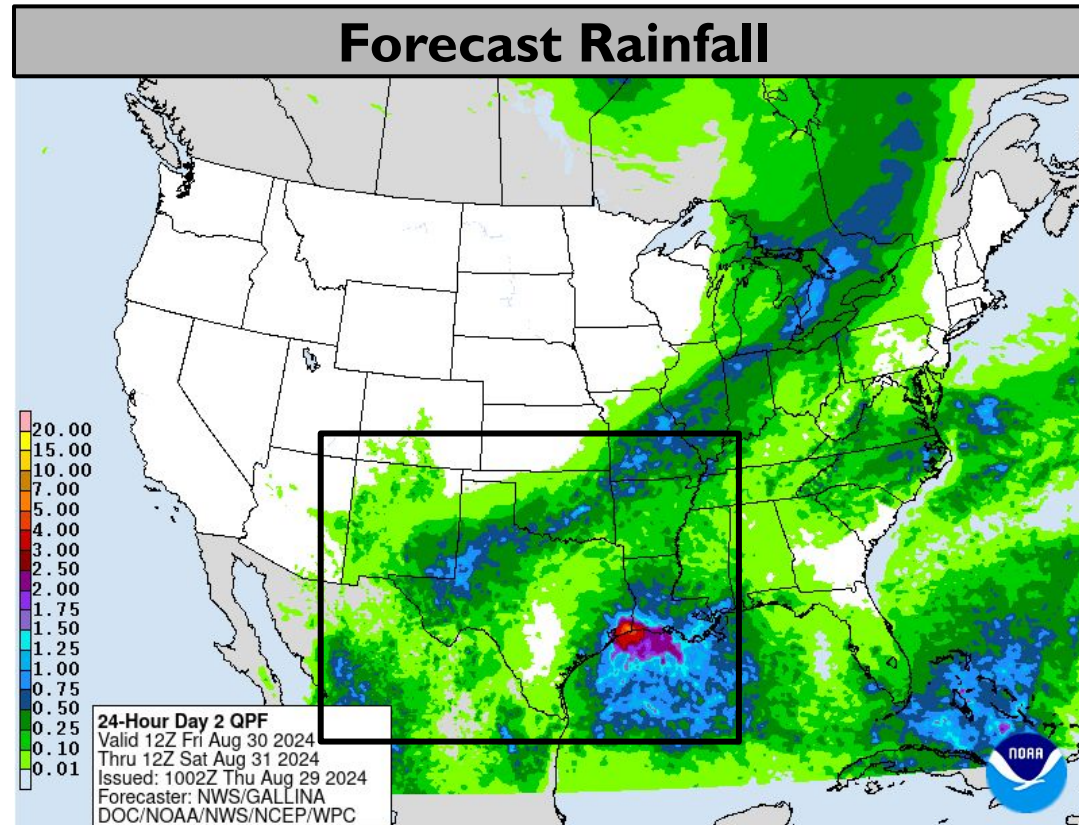 Forecast Rainfall
20.00
15.00
10.00
7.00
5.00
4.00
3.00
2.50
2.00
1.75
1.50
1.25
1.00
0.75
0.50
0.25
0.10
0.01
24-Hour Day 2 QPF
Valid 12Z Fri Aug 30 2024
Thru 12Z Sat Aug 31 2024
Issued: 1002Z Thu Aug 29 2024
Forecaster: NWS/GALLINA
DOC/NOAA/NWS/NCEP/WPC
NOAA